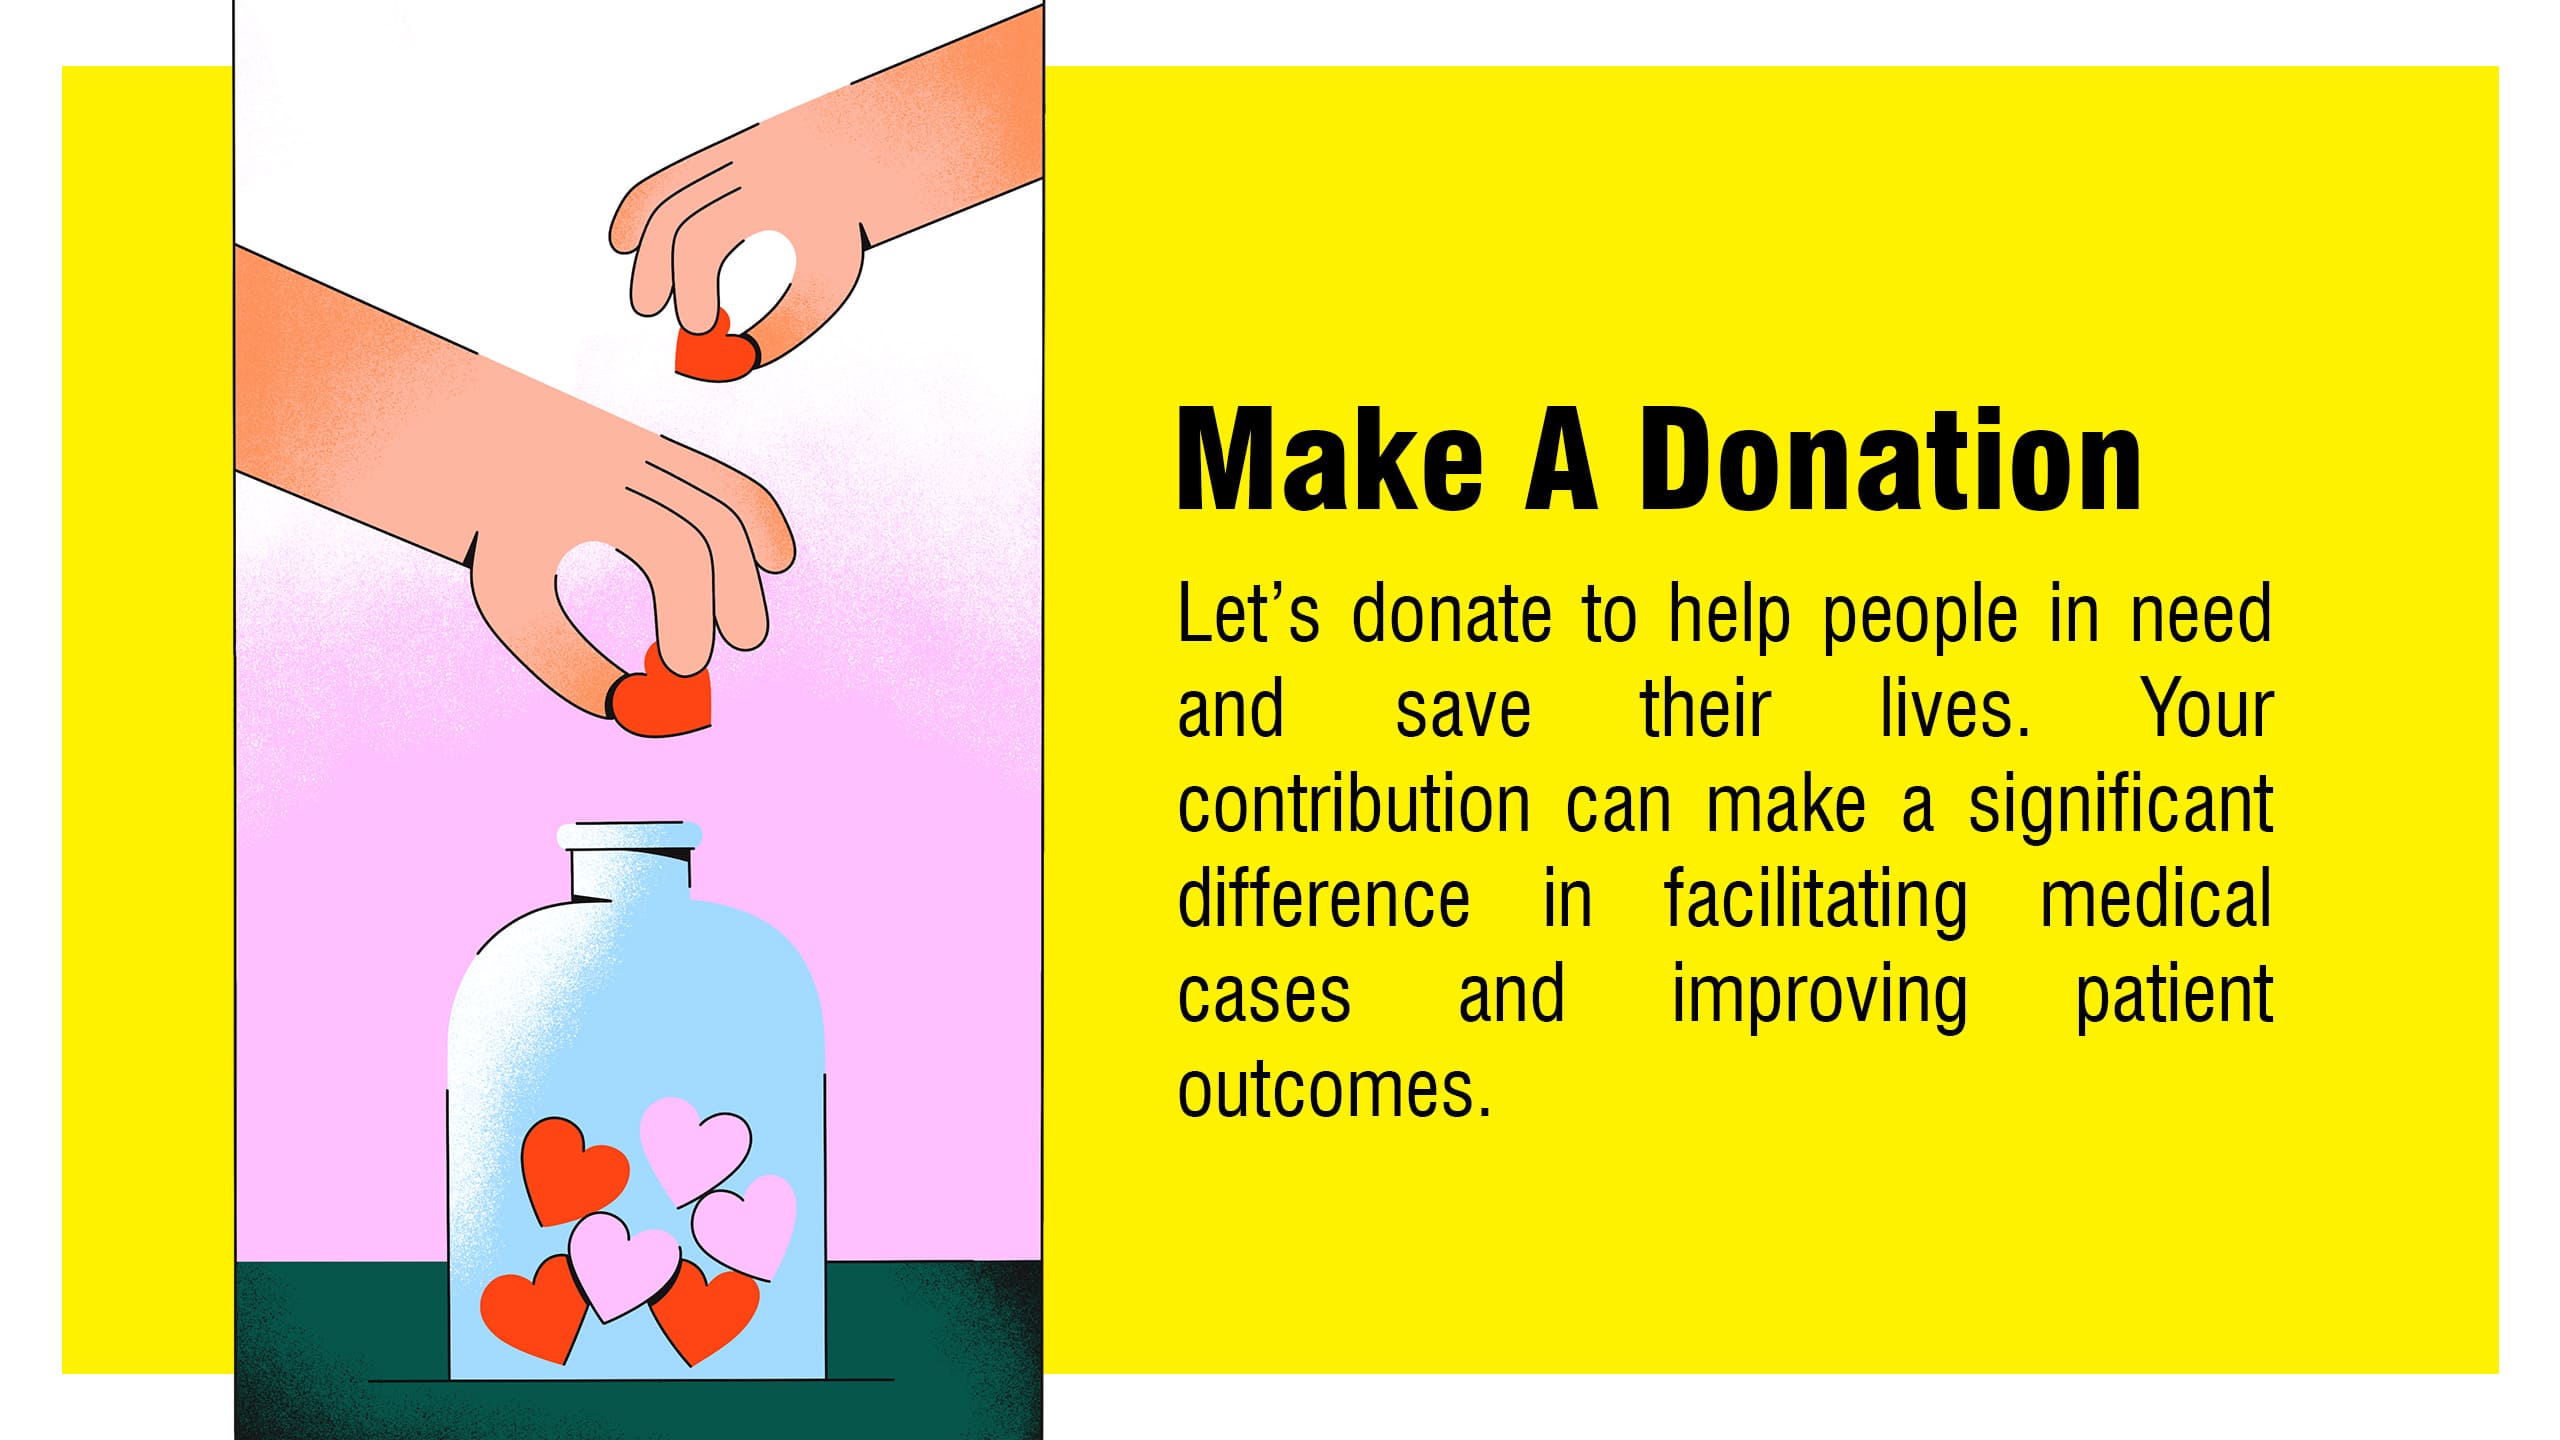 Make A Donation
Let’s donate to help people in need
and save their lives. Your
contribution can make a significant
difference in facilitating medical
cases and improving patient
outcomes.